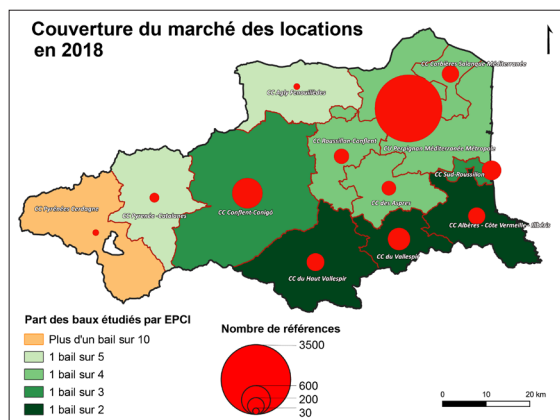 Couverture du marché des locations
en 2018
CC Corbières Salanque Méditerranée
CC Agly Fenouillèdes
CC Roussillon Conflent
CU Perpignan Méditerranée Métropole
CC Sud-Roussillon
CC Pyrénées Cerdagne
CC Pyrénées Catalanes
CC Conflent Canigo
CC des Aspres
CC Albères - Côte Vermeille - Illibéris
CC du Vallespir
CC du Haut Vallespir
Part des baux étudiés par EPCI
Plus d'un bail sur 10
1 bail sur 5
1 bail sur 4
1 bail sur 3
1 bail sur 2
Nombre de références
3500
600
200
30
0 10 20 km